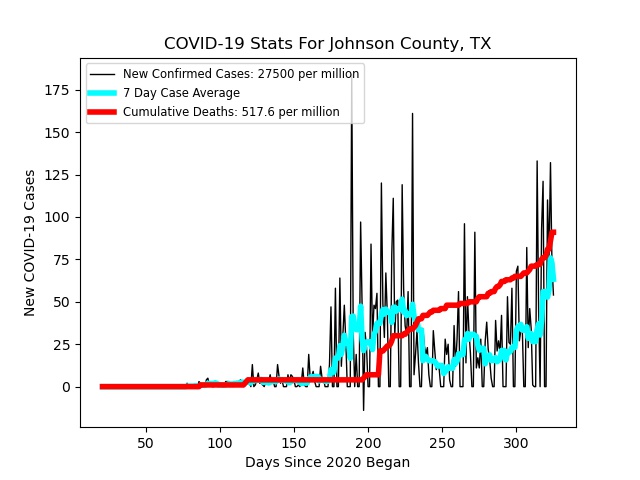 COVID-19 Stats For Johnson County, TX
New Confirmed Cases: 27500 per million
7 Day Case Average
Cumulative Deaths: 517.6 per million
New COVID-19 Cases
175
150
125
100
75
50
25
0
50 100 150 200 250 300
Days Since 2020 Began